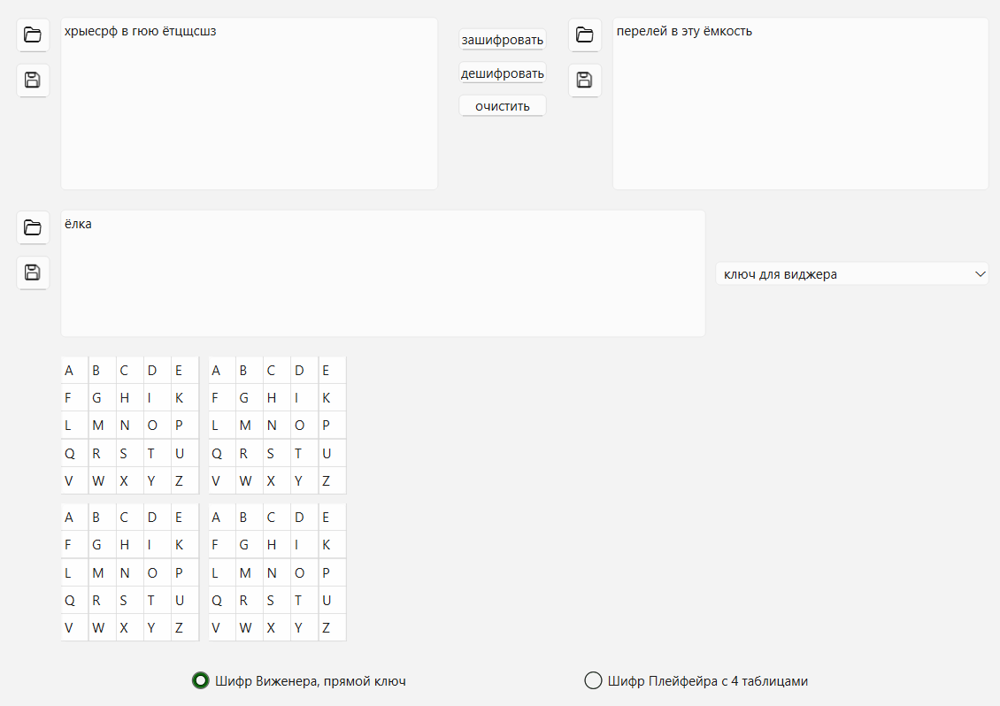 хрыесрф в гюю ётцщсшз
зашифровать
дешифровать
очистить
перелей в эту ёмкость
ёлка
ключ для виджера
A B C D E A B C D E
F G H I K F G H I K
L M N O P L M N O P
Q R S T U Q R S T U
V W X Y Z V W X Y Z
A B C D E A B C D E
F G H I K F G H I K
L M N O P L M N O P
Q R S T U Q R S T U
V W X Y Z V W X Y Z
Шифр Виженера, прямой ключ
Шифр Плейфейра с 4 таблицами